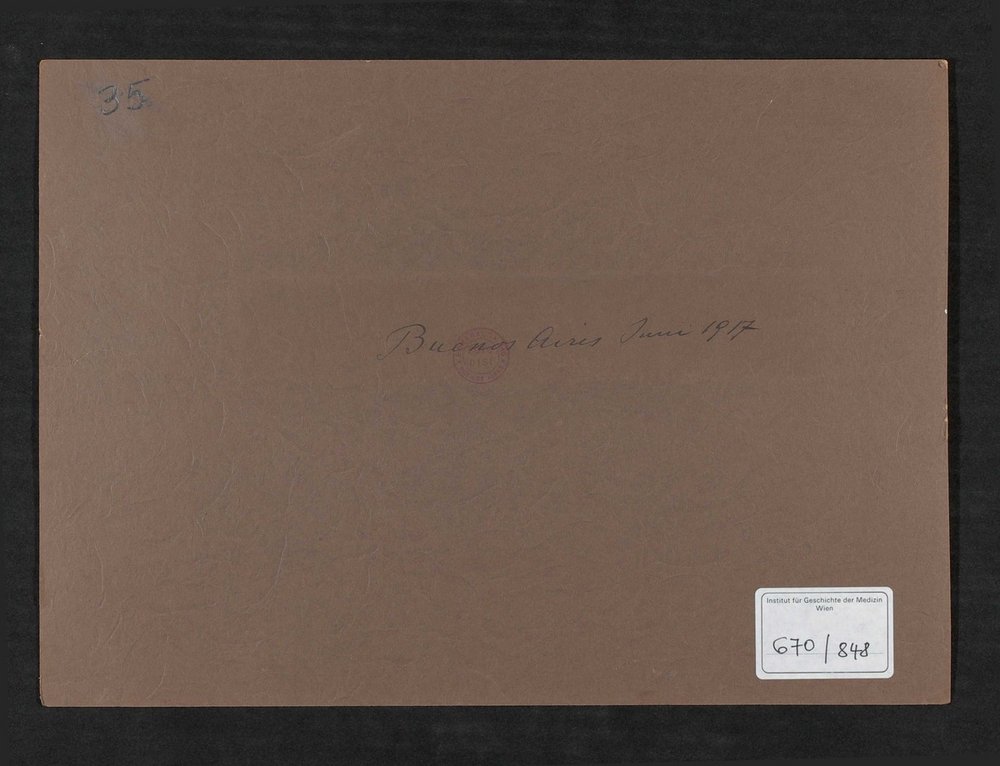 35
Buenos Aires Juni 1917
Institut für Geschichte der Medizin
Wien
670/848